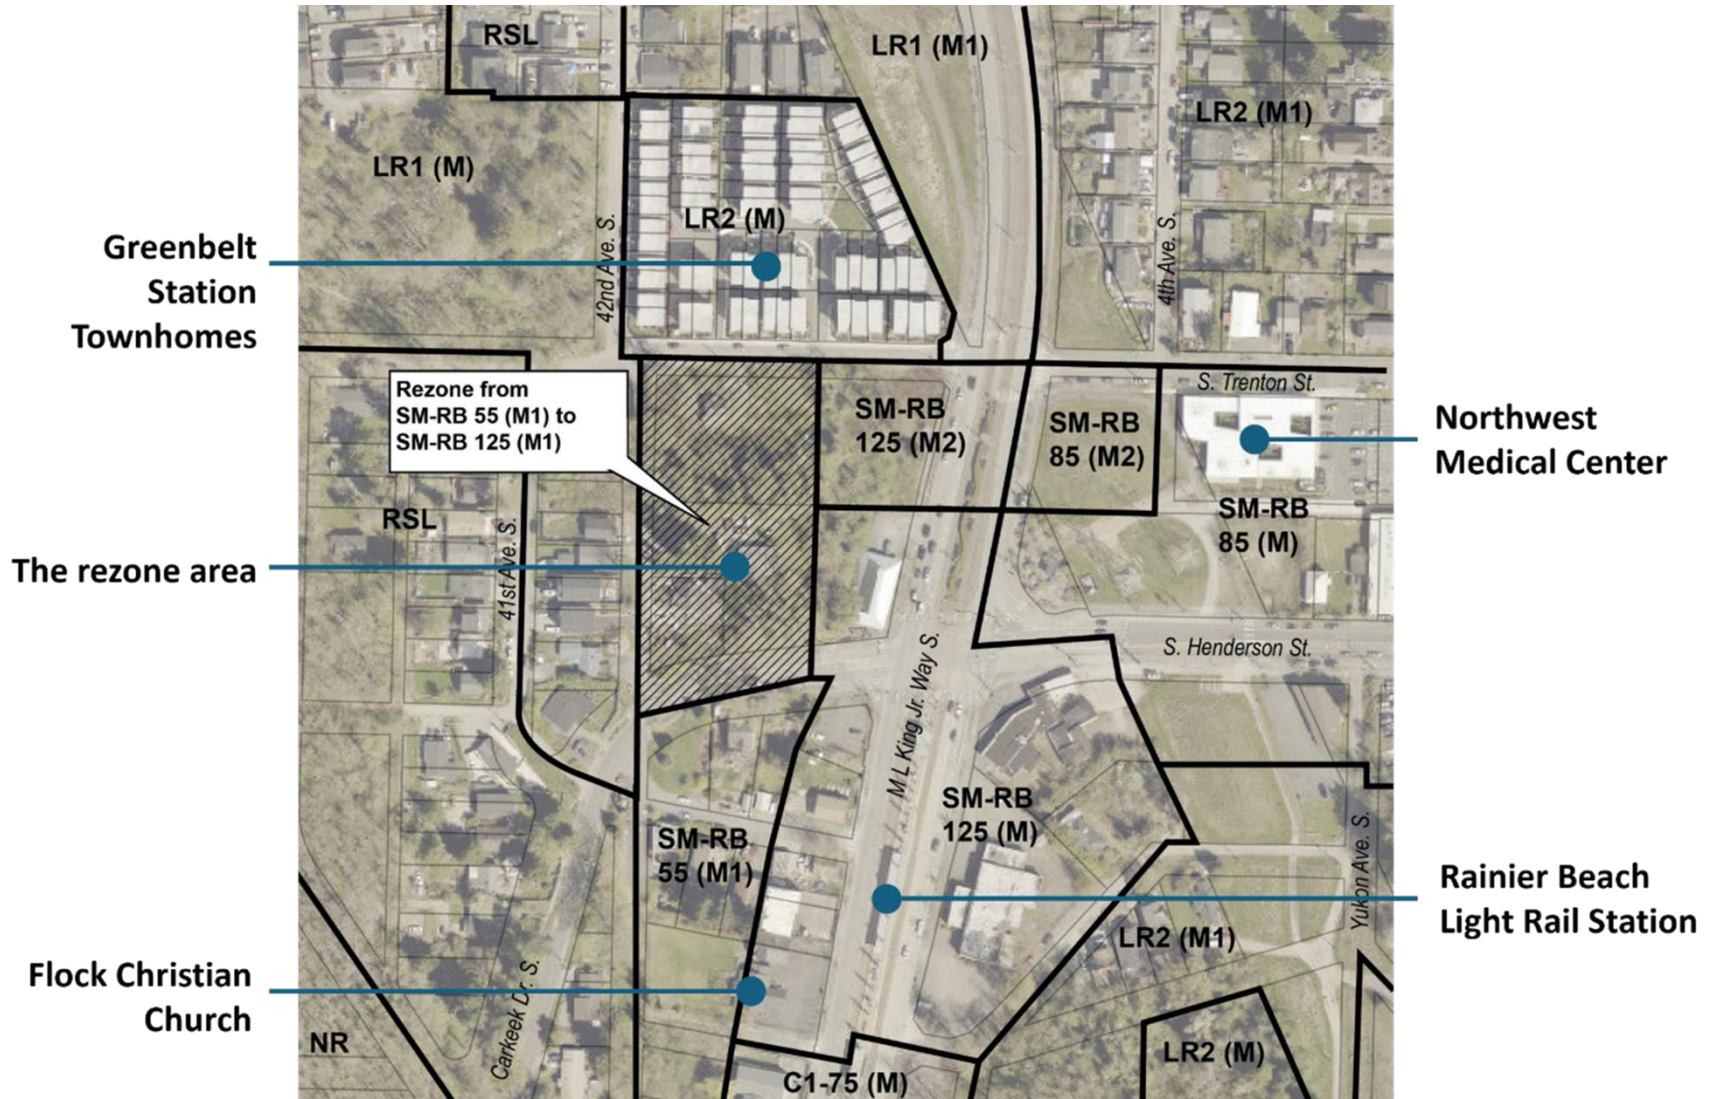 RSL
LR1 (M1)
LR2 (M1)
LR1 (M)
LR2 (M)
42nd Ave. S.
4th Ave. S.
Greenbelt
Station
Townhomes
Rezone from
SM-RB 55 (M1) to
SM-RB 125 (M1)
SM-RB
125 (M2)
SM-RB
85 (M2)
S. Trenton St.
Northwest
Medical Center
RSL
SM-RB
85 (M)
41st Ave. S.
The rezone area
S. Henderson St.
M L King Jr. Way S.
SM-RB
125 (M)
SM-RB
55 (M1)
Yukon Ave. S.
Rainier Beach
Light Rail Station
LR2 (M1)
Flock Christian
Church
Carkeek Dr. S.
NR
LR2 (M)
C1-75 (M)